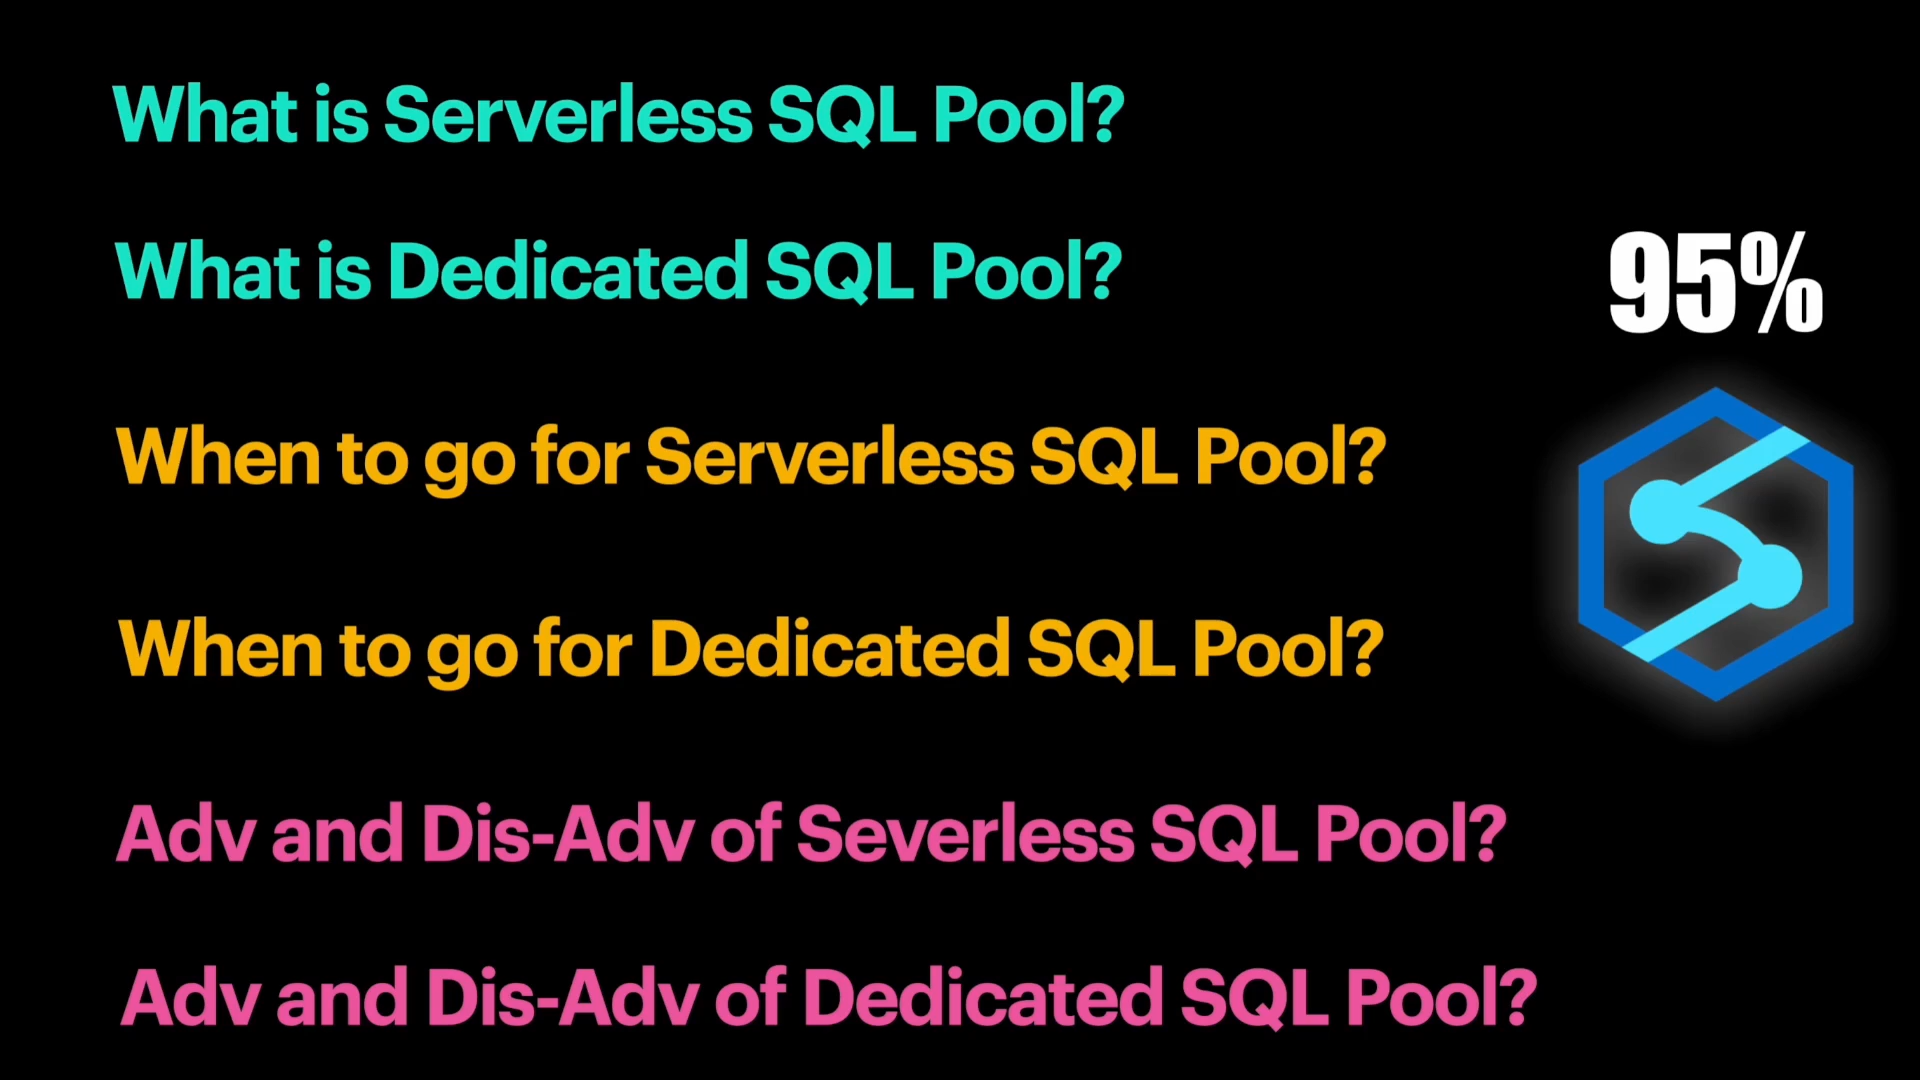 What is Serverless SQL Pool?
What is Dedicated SQL Pool?
95%
When to go for Serverless SQL Pool?
When to go for Dedicated SQL Pool?
Adv and Dis-Adv of Severless SQL Pool?
Adv and Dis-Adv of Dedicated SQL Pool?